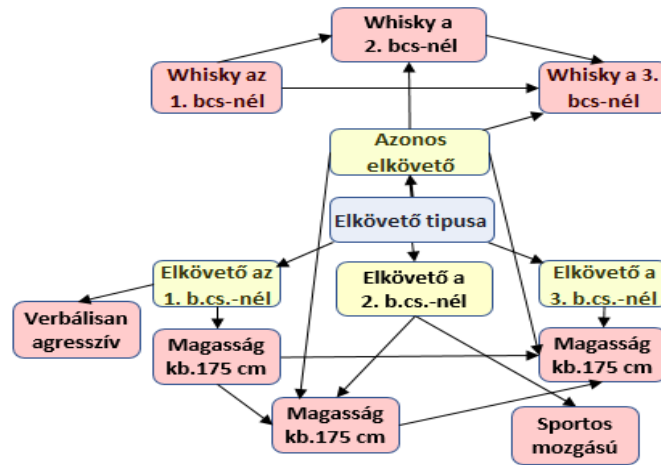 Whisky a
2. bcs-nél
Whisky az
1. bcs-nél
Whisky a 3.
bcs-nél
Azonos
elkövető
Elkövető tipusa
Elkövető az
1. b.cs.-nél
Elkövető a
2. b.cs.-nél
Elkövető a
3. b.cs.-nél
Verbálisan
agresszív
Magasság
kb.175 cm
Magasság
kb.175 cm
Magasság
kb.175 cm
Sportos
mozgású